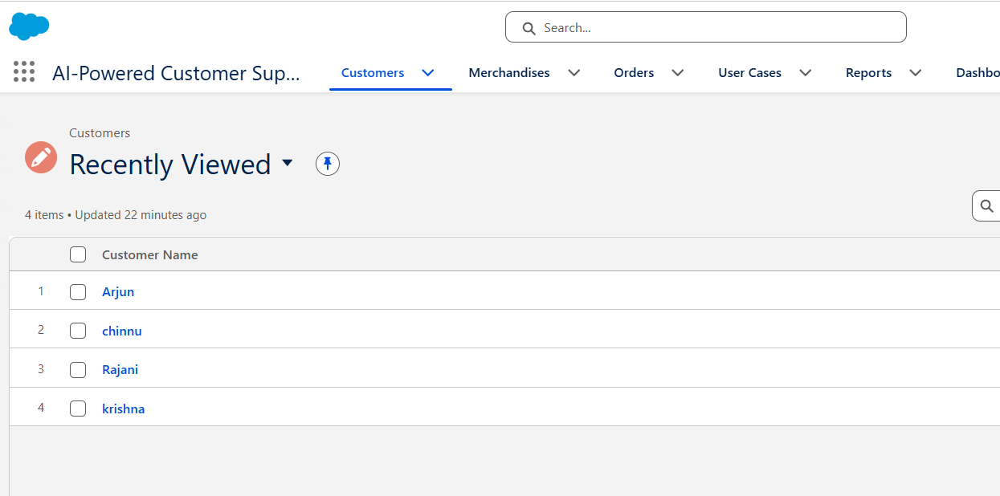 Search...
AI-Powered Customer Sup... Customers Merchandises Orders User Cases Reports Dashbo
Customers
Recently Viewed
4 items • Updated 22 minutes ago
Customer Name
1 Arjun
2 chinnu
3 Rajani
4 krishna